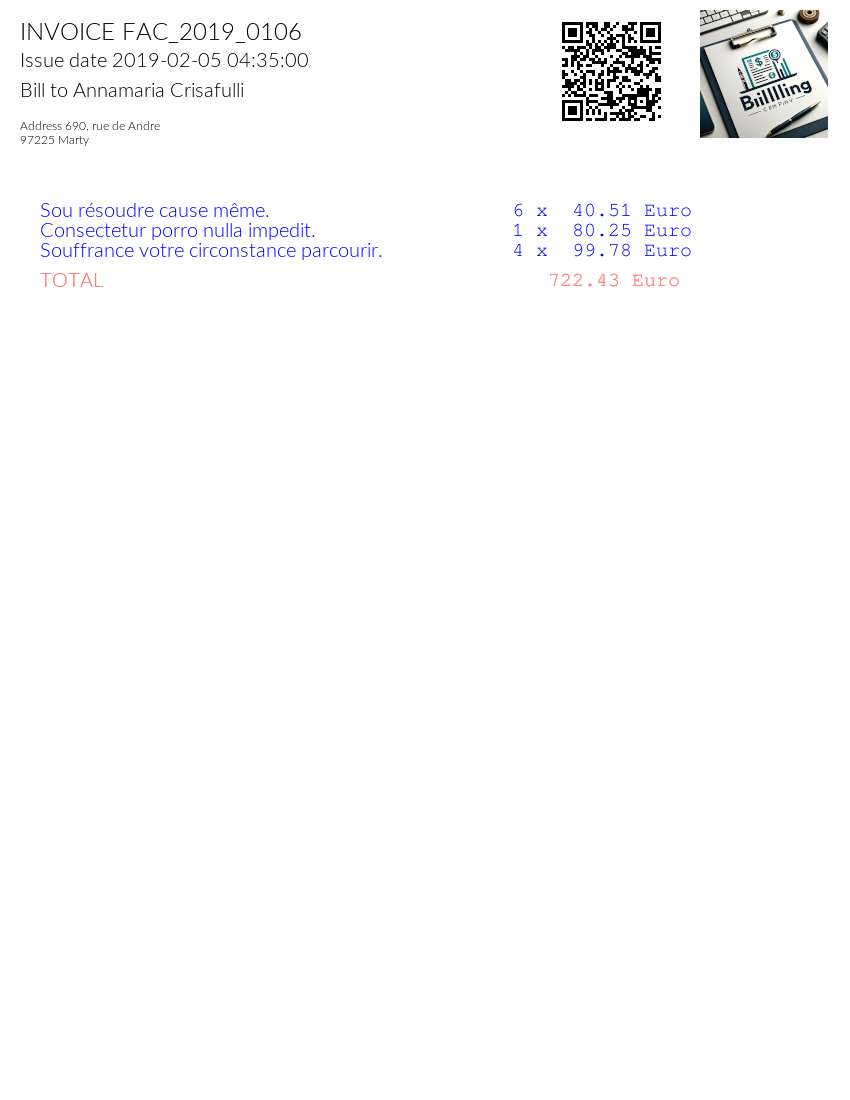 INVOICE FAC_2019_0106
Issue date 2019-02-05 04:35:00
Bill to Annamaria Crisafulli
Address 690, rue de Andre
97225 Marty
Biilllling
COMPANY
Sou résoudre cause même. 6 x 40.51 Euro
Consectetur porro nulla impedit. 1 x 80.25 Euro
Souffrance votre circonstance parcourir. 4 x 99.78 Euro
TOTAL 722.43 Euro